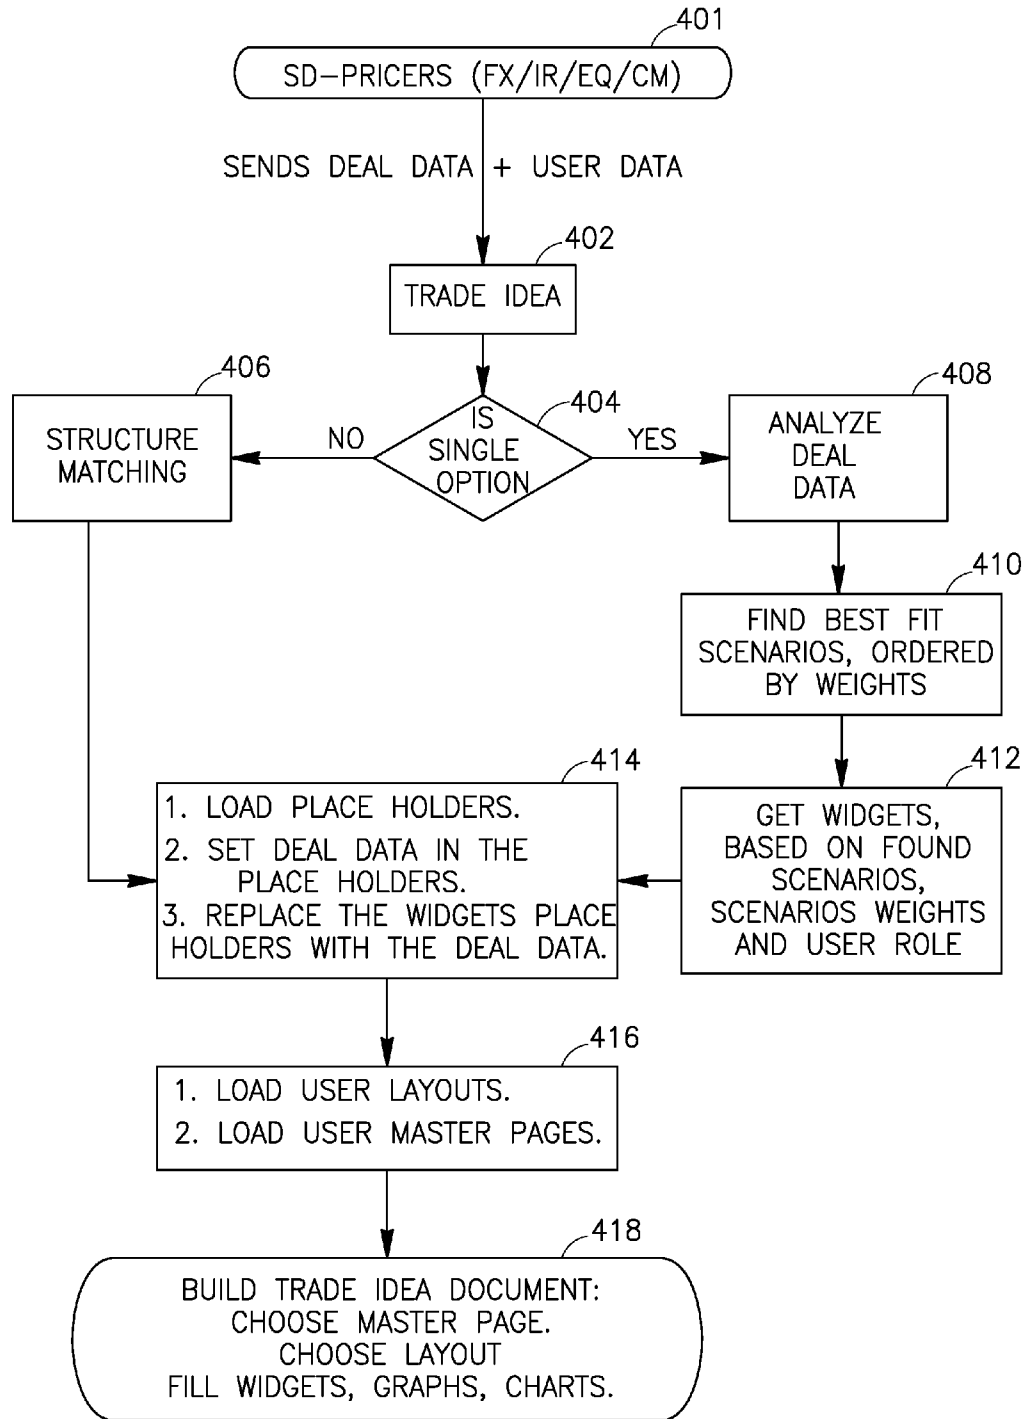 401
SD-PRICERS (FX/IR/EQ/CM)
SENDS DEAL DATA + USER DATA
402
TRADE IDEA
404
IS
SINGLE
OPTION
NO
YES
406
STRUCTURE
MATCHING
408
ANALYZE
DEAL
DATA
410
FIND BEST FIT
SCENARIOS, ORDERED
BY WEIGHTS
412
GET WIDGETS,
BASED ON FOUND
SCENARIOS,
SCENARIOS WEIGHTS
AND USER ROLE
414
1. LOAD PLACE HOLDERS.
2. SET DEAL DATA IN THE
PLACE HOLDERS.
3. REPLACE THE WIDGETS PLACE
HOLDERS WITH THE DEAL DATA.
416
1. LOAD USER LAYOUTS.
2. LOAD USER MASTER PAGES.
418
BUILD TRADE IDEA DOCUMENT:
CHOOSE MASTER PAGE.
CHOOSE LAYOUT
FILL WIDGETS, GRAPHS, CHARTS.